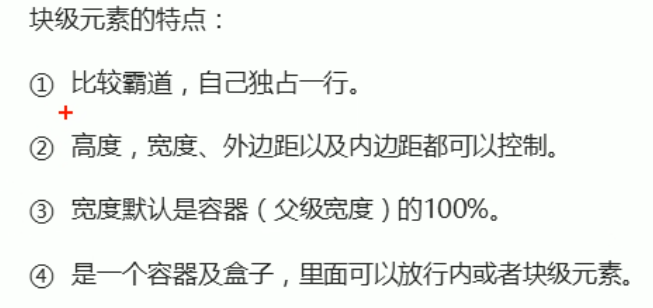 块级元素的特点：
① 比较霸道，自己独占一行。
② 高度，宽度、外边距以及内边距都可以控制。
③ 宽度默认是容器（父级宽度）的100%。
④ 是一个容器及盒子，里面可以放行内或者块级元素。